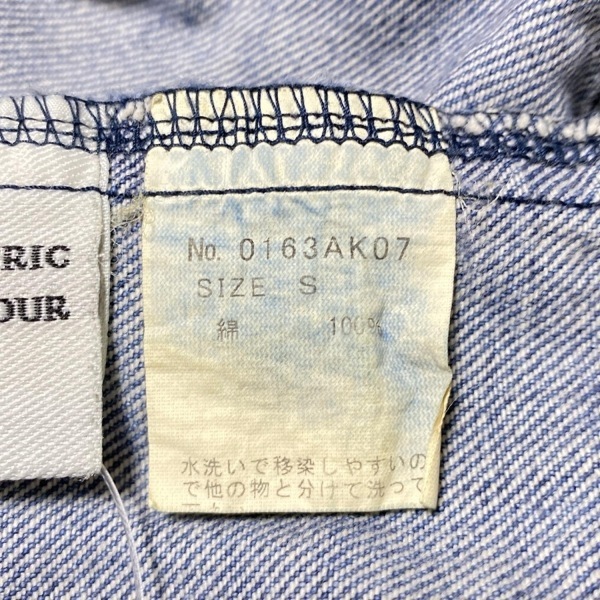 RIC
OUR
No. 0163AK07
SIZE S
綿 100%
水洗いで移染しやすいの
で他の物と分けて洗って